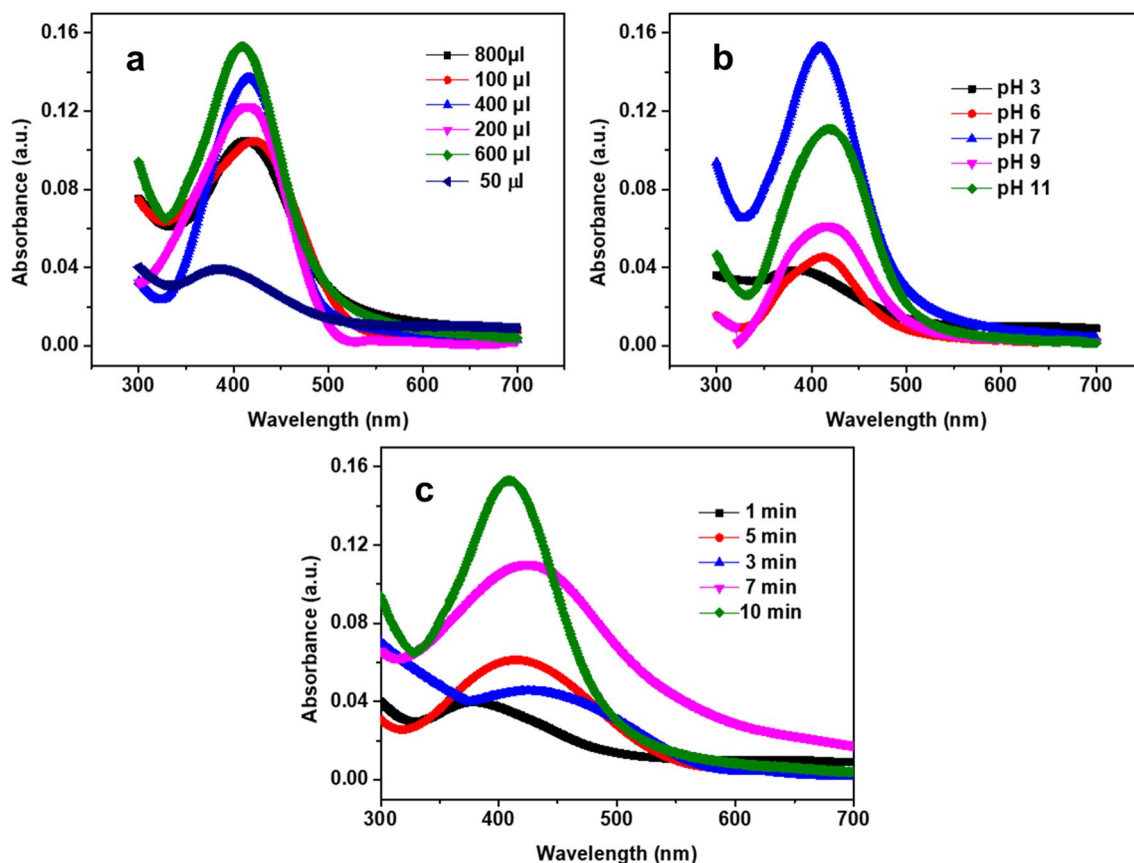 a
800µl
100 µl
400 µl
200 µl
600 µl
50 µl
0.16
0.12
0.08
0.04
0.00
Absorbance (a.u.)
300 400 500 600 700
Wavelength (nm)
b
pH 3
pH 6
pH 7
pH 9
pH 11
0.16
0.12
0.08
0.04
0.00
Absorbance (a.u.)
300 400 500 600 700
Wavelength (nm)
c
1 min
5 min
3 min
7 min
10 min
0.16
0.12
0.08
0.04
0.00
Absorbance (a.u.)
300 400 500 600 700
Wavelength (nm)